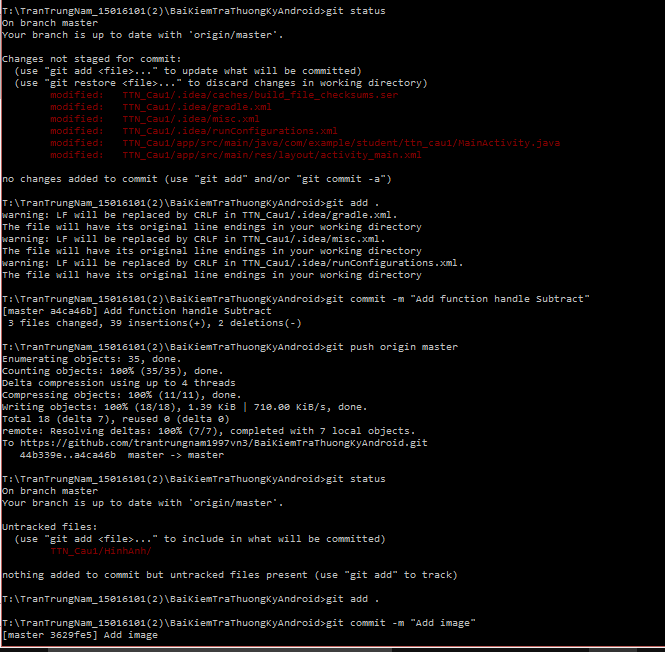 T:\TranTrungNam_15016101(2)\BaiKiemTraThuongKyAndroid>git status
On branch master
Your branch is up to date with 'origin/master'.
Changes not staged for commit:
  (use "git add <file>..." to update what will be committed)
  (use "git restore <file>..." to discard changes in working directory)
        modified:   TTN_Cau1/.idea/caches/build_file_checksums.ser
        modified:   TTN_Cau1/.idea/gradle.xml
        modified:   TTN_Cau1/.idea/misc.xml
        modified:   TTN_Cau1/.idea/runConfigurations.xml
        modified:   TTN_Cau1/app/src/main/java/com/example/student/ttn_cau1/MainActivity.java
        modified:   TTN_Cau1/app/src/main/res/layout/activity_main.xml
no changes added to commit (use "git add" and/or "git commit -a")
T:\TranTrungNam_15016101(2)\BaiKiemTraThuongKyAndroid>git add .
warning: LF will be replaced by CRLF in TTN_Cau1/.idea/gradle.xml.
The file will have its original line endings in your working directory
warning: LF will be replaced by CRLF in TTN_Cau1/.idea/misc.xml.
The file will have its original line endings in your working directory
warning: LF will be replaced by CRLF in TTN_Cau1/.idea/runConfigurations.xml.
The file will have its original line endings in your working directory
T:\TranTrungNam_15016101(2)\BaiKiemTraThuongKyAndroid>git commit -m "Add function handle Subtract"
[master a4ca46b] Add function handle Subtract
 3 files changed, 39 insertions(+), 2 deletions(-)
T:\TranTrungNam_15016101(2)\BaiKiemTraThuongKyAndroid>git push origin master
Enumerating objects: 35, done.
Counting objects: 100% (35/35), done.
Delta compression using up to 4 threads
Compressing objects: 100% (11/11), done.
Writing objects: 100% (18/18), 1.39 KiB | 710.00 KiB/s, done.
Total 18 (delta 7), reused 0 (delta 0)
remote: Resolving deltas: 100% (7/7), completed with 7 local objects.
To https://github.com/trantrungnam1997vn3/BaiKiemTraThuongKyAndroid.git
   44b339e..a4ca46b  master -> master
T:\TranTrungNam_15016101(2)\BaiKiemTraThuongKyAndroid>git status
On branch master
Your branch is up to date with 'origin/master'.
Untracked files:
  (use "git add <file>..." to include in what will be committed)
        TTN_Cau1/HinhAnh/
nothing added to commit but untracked files present (use "git add" to track)
T:\TranTrungNam_15016101(2)\BaiKiemTraThuongKyAndroid>git add .
T:\TranTrungNam_15016101(2)\BaiKiemTraThuongKyAndroid>git commit -m "Add image"
[master 3629fe5] Add image